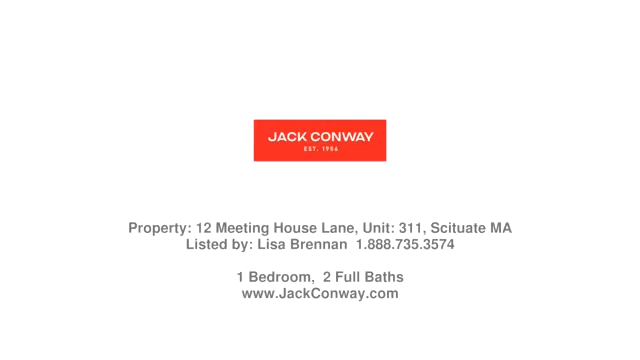 JACK CONWAY
EST. 1956
Property: 12 Meeting House Lane, Unit: 311, Scituate MA
Listed by: Lisa Brennan 1.888.735.3574
1 Bedroom, 2 Full Baths
www.JackConway.com